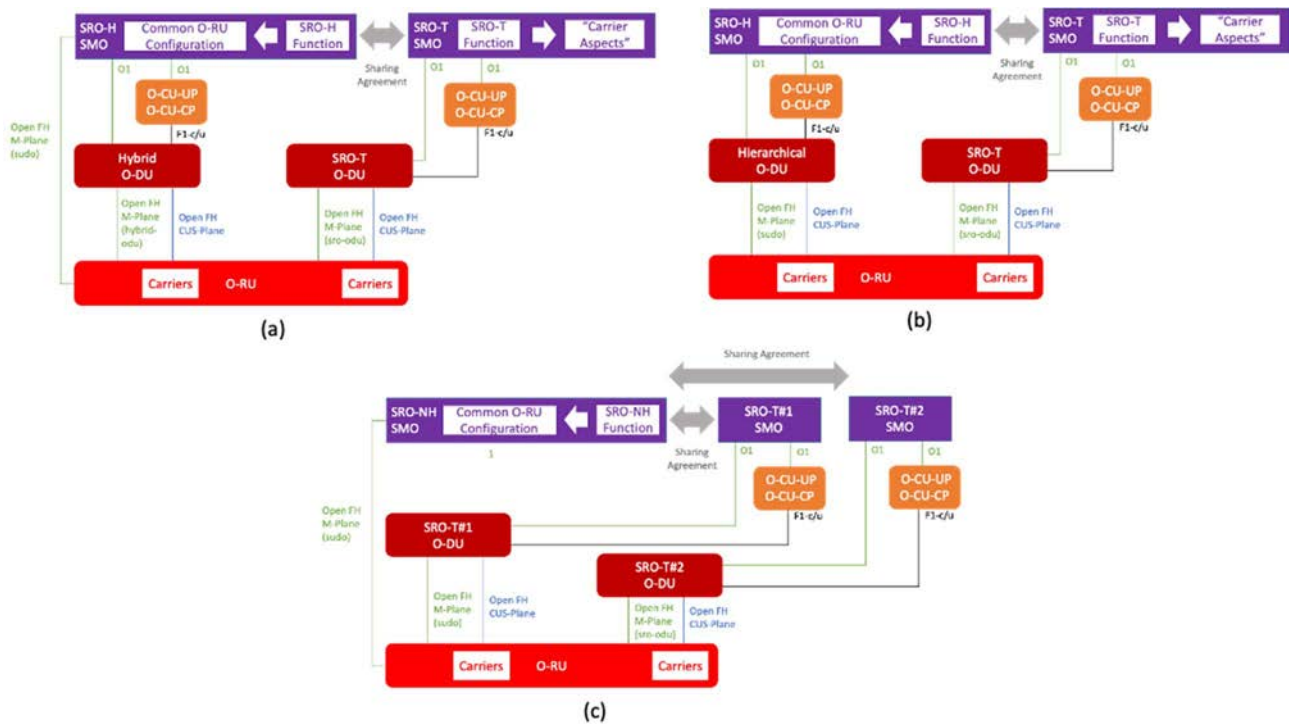 SRO-H
SMO
Common O-RU
Configuration
SRO-H
Function
SRO-T
SMO
SRO-T
Function
"Carrier
Aspects"
Sharing
Agreement
O1
O1
O1
O1
O-CU-UP
O-CU-CP
O-CU-UP
O-CU-CP
F1-c/u
F1-c/u
Open FH
M-Plane
(sudo)
Hybrid
O-DU
SRO-T
O-DU
Open FH
M-Plane
(hybrid-
odu)
Open FH
CUS-Plane
Open FH
M-Plane
(sro-odu)
Open FH
CUS-Plane
Carriers
O-RU
Carriers
(a)
SRO-H
SMO
Common O-RU
Configuration
SRO-H
Function
SRO-T
SMO
SRO-T
Function
"Carrier
Aspects"
Sharing
Agreement
O1
O1
O1
O1
O-CU-UP
O-CU-CP
O-CU-UP
O-CU-CP
F1-c/u
F1-c/u
Hierarchical
O-DU
SRO-T
O-DU
Open FH
M-Plane
(sudo)
Open FH
CUS-Plane
Open FH
M-Plane
(sro-odu)
Open FH
CUS-Plane
Carriers
O-RU
Carriers
(b)
Sharing Agreement
SRO-NH
SMO
Common O-RU
Configuration
SRO-NH
Function
SRO-T#1
SMO
SRO-T#2
SMO
Sharing
Agreement
1
O1
O1
O1
O1
O-CU-UP
O-CU-CP
O-CU-UP
O-CU-CP
F1-c/u
F1-c/u
Open FH
M-Plane
(sudo)
SRO-T#1
O-DU
SRO-T#2
O-DU
Open FH
M-Plane
(sudo)
Open FH
CUS-Plane
Open FH
M-Plane
(sro-odu)
Open FH
CUS-Plane
Carriers
O-RU
Carriers
(c)